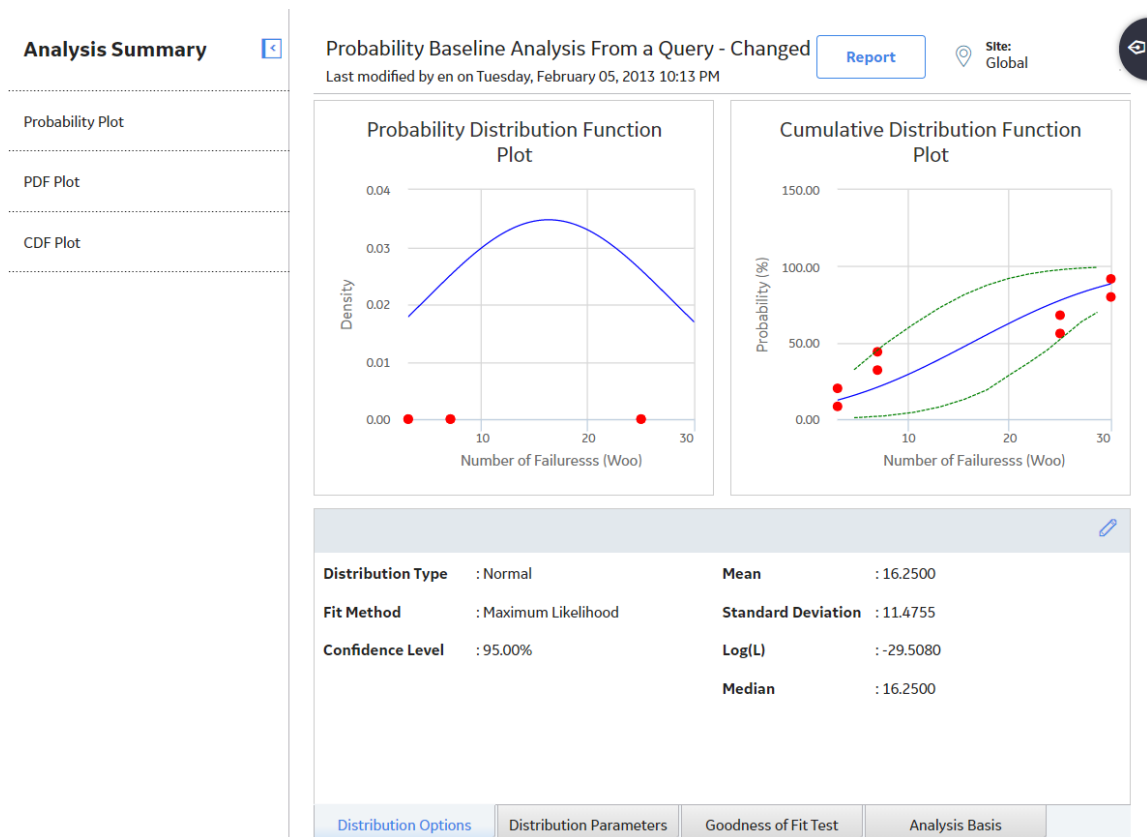 Analysis Summary
Probability Plot
PDF Plot
CDF Plot
Probability Baseline Analysis From a Query - Changed
Last modified by en on Tuesday, February 05, 2013 10:13 PM
Report
Site:
Global
Probability Distribution Function
Plot
0.04
0.03
0.02
0.01
0.00
Density
10 20 30
Number of Failuresss (Woo)
Cumulative Distribution Function
Plot
150.00
100.00
50.00
0.00
Probability (%)
10 20 30
Number of Failuresss (Woo)
Distribution Type : Normal
Fit Method : Maximum Likelihood
Confidence Level : 95.00%
Mean : 16.2500
Standard Deviation : 11.4755
Log(L) : -29.5080
Median : 16.2500
Distribution Options Distribution Parameters Goodness of Fit Test Analysis Basis